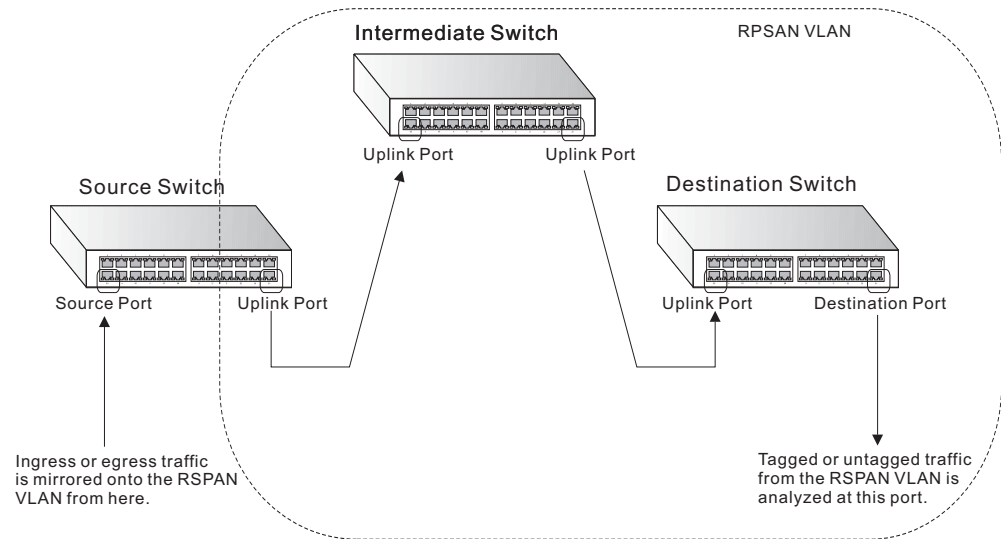 RPSAN VLAN
Intermediate Switch
Uplink Port
Uplink Port
Source Switch
Destination Switch
Source Port
Uplink Port
Uplink Port
Destination Port
Ingress or egress traffic
is mirrored onto the RSPAN
VLAN from here.
Tagged or untagged traffic
from the RSPAN VLAN is
analyzed at this port.